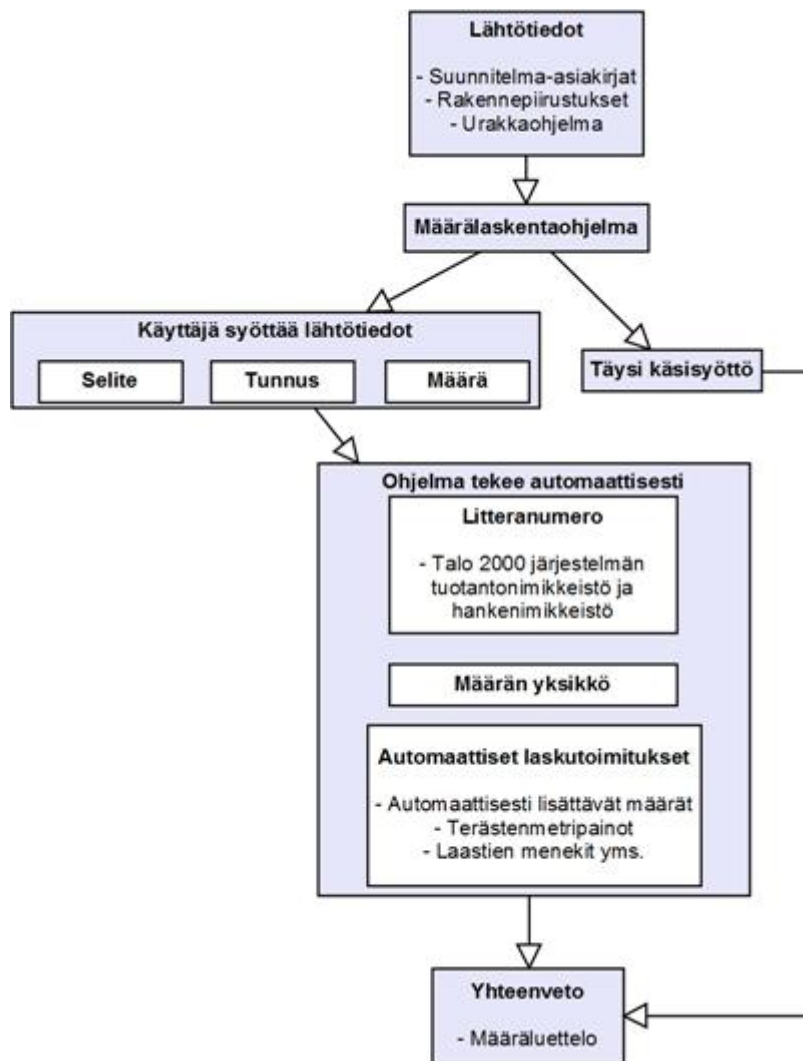 Lähtötiedot
- Suunnitelma-asiakirjat
- Rakennepiirustukset
- Urakkaohjelma
Määrälaskentaohjelma
Käyttäjä syöttää lähtötiedot
Selite
Tunnus
Määrä
Täysi käsisyöttö
Ohjelma tekee automaattisesti
Litteranumero
- Talo 2000 järjestelmän
tuotantonimikkeistö ja
hankenimikkeistö
Määrän yksikkö
Automaattiset laskutoimitukset
- Automaattisesti lisättävät määrät
- Terästenmetripainot
- Laastien menekit yms.
Yhteenveto
- Määräluettelo